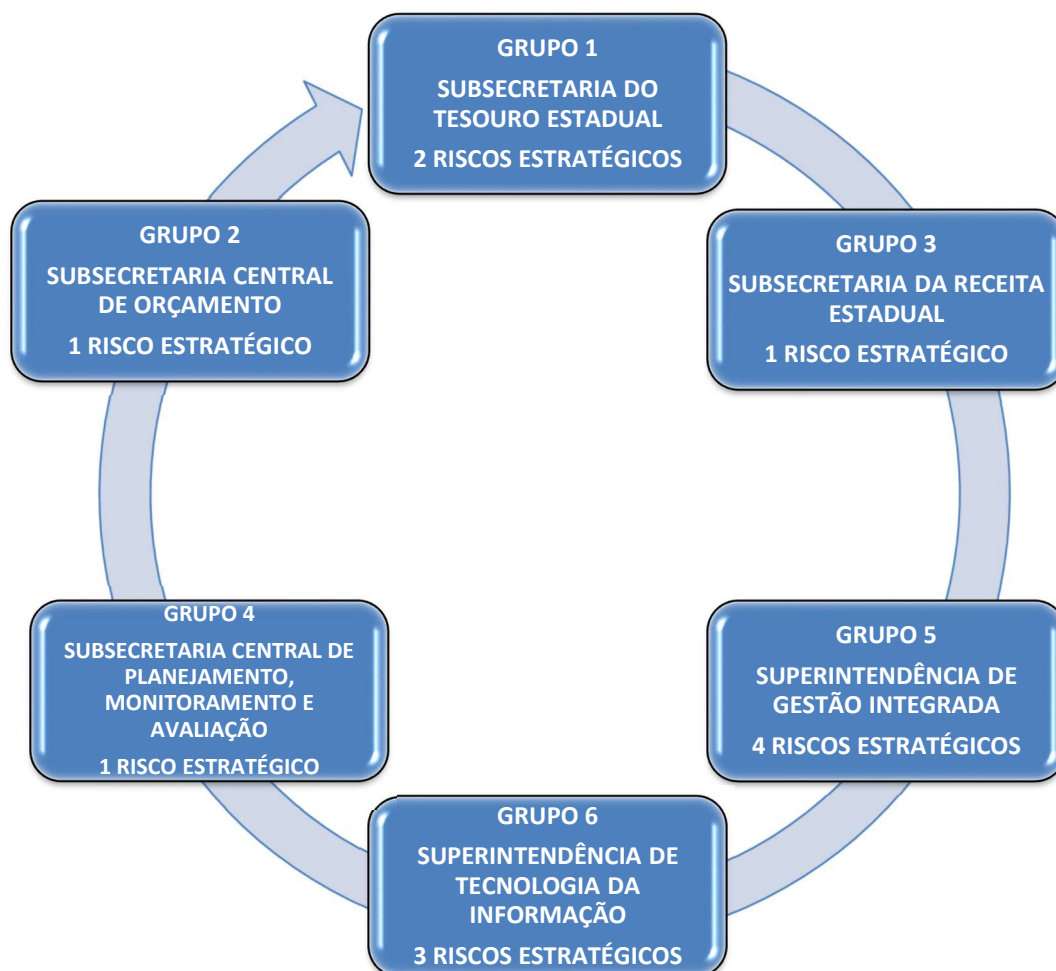 GRUPO 1
SUBSECRETARIA DO
TESOURO ESTADUAL
2 RISCOS ESTRATÉGICOS
GRUPO 2
SUBSECRETARIA CENTRAL
DE ORÇAMENTO
1 RISCO ESTRATÉGICO
GRUPO 3
SUBSECRETARIA DA RECEITA
ESTADUAL
1 RISCO ESTRATÉGICO
GRUPO 4
SUBSECRETARIA CENTRAL DE
PLANEJAMENTO,
MONITORAMENTO E
AVALIAÇÃO
1 RISCO ESTRATÉGICO
GRUPO 5
SUPERINTENDÊNCIA DE
GESTÃO INTEGRADA
4 RISCOS ESTRATÉGICOS
GRUPO 6
SUPERINTENDÊNCIA DE
TECNOLOGIA DA
INFORMAÇÃO
3 RISCOS ESTRATÉGICOS